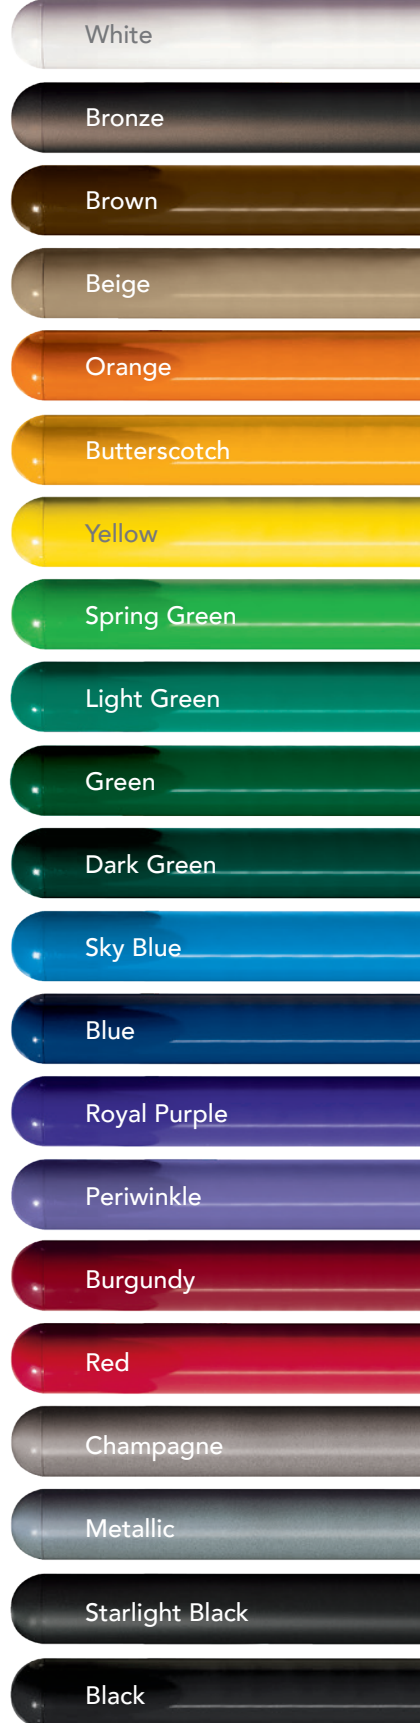 White
Bronze
Brown
Beige
Orange
Butterscotch
Yellow
Spring Green
Light Green
Green
Dark Green
Sky Blue
Blue
Royal Purple
Periwinkle
Burgundy
Red
Champagne
Metallic
Starlight Black
Black